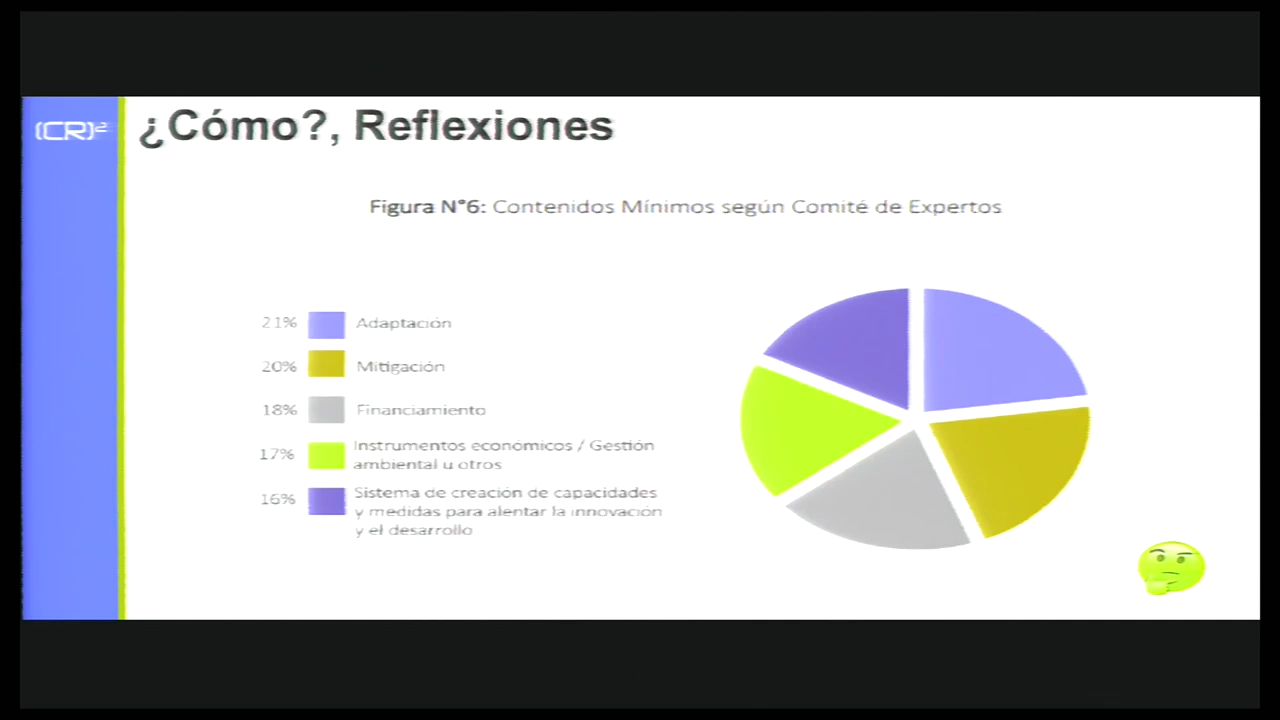 (CR)²
¿Cómo?, Reflexiones
Figura N°6: Contenidos Mínimos según Comité de Expertos
21% Adaptación
20% Mitigación
18% Financiamiento
17% Instrumentos económicos / Gestión
ambiental u otros
16% Sistema de creación de capacidades
y medidas para alentar la innovación
y el desarrollo